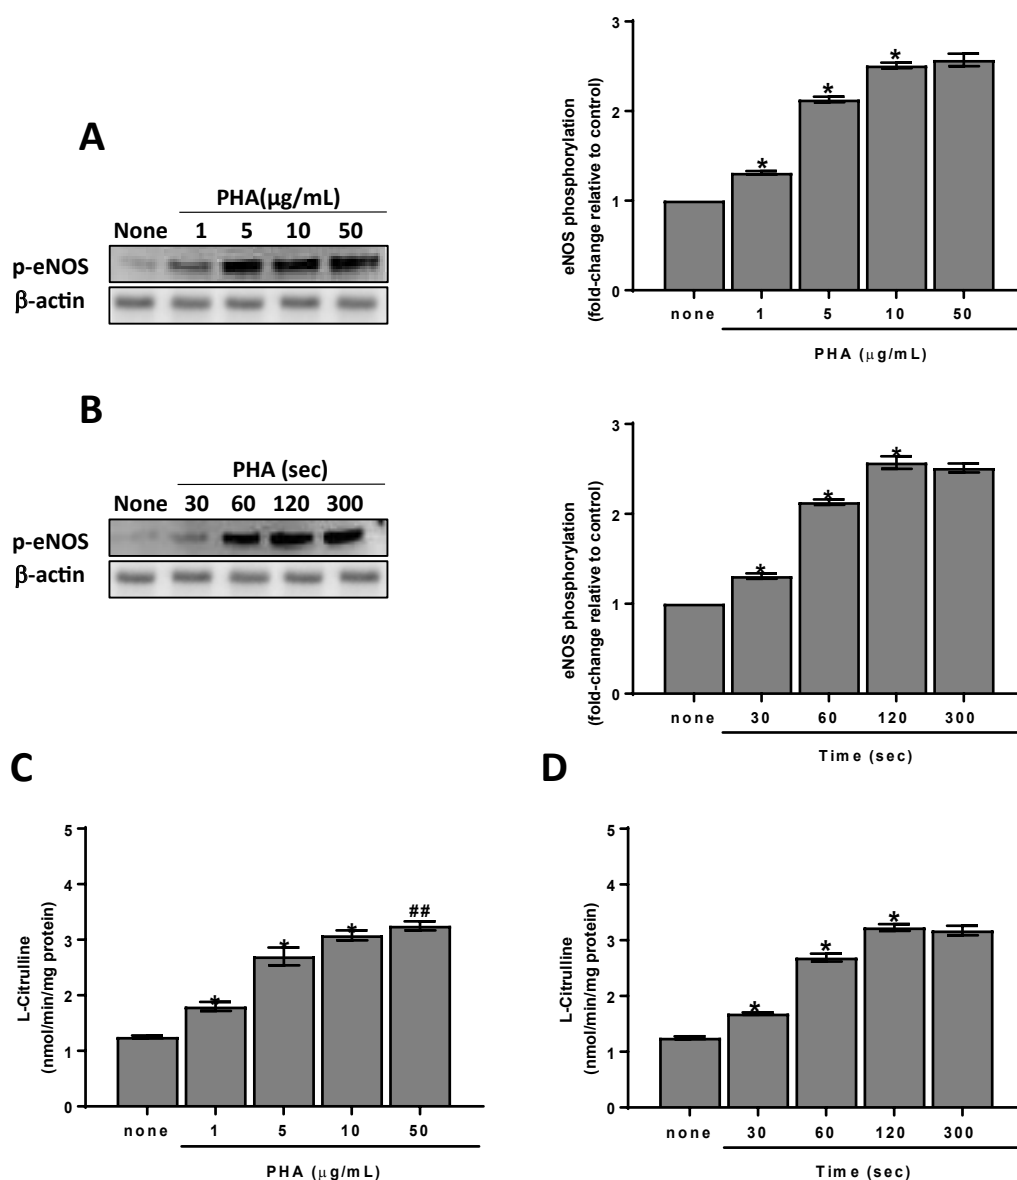 A
PHA(μg/mL)
None 1 5 10 50
p-eNOS
β-actin
eNOS phosphorylation
(fold-change relative to control)
3
2
1
0
* * *
none 1 5 10 50
PHA (μg/mL)
B
PHA (sec)
None 30 60 120 300
p-eNOS
β-actin
eNOS phosphorylation
(fold-change relative to control)
3
2
1
0
* * *
none 30 60 120 300
Time (sec)
C
L-Citrulline
(nmol/min/mg protein)
5
4
3
2
1
0
* * * ##
none 1 5 10 50
PHA (μg/mL)
D
L-Citrulline
(nmol/min/mg protein)
5
4
3
2
1
0
* * *
none 30 60 120 300
Time (sec)